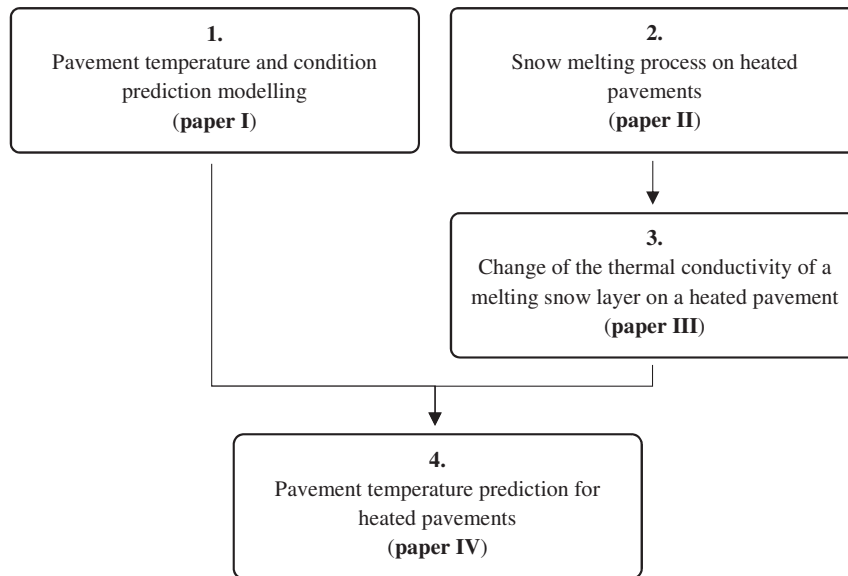 1.
Pavement temperature and condition
prediction modelling
(paper I)
2.
Snow melting process on heated
pavements
(paper II)
3.
Change of the thermal conductivity of a
melting snow layer on a heated pavement
(paper III)
4.
Pavement temperature prediction for
heated pavements
(paper IV)